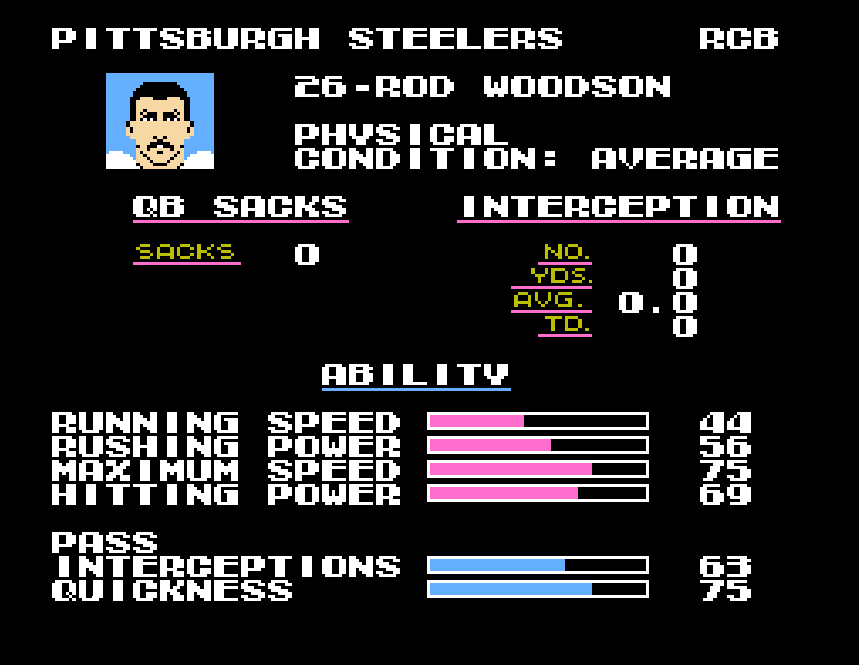 PITTSBURGH STEELERS RCB
26-ROD WOODSON
PHYSICAL
CONDITION: AVERAGE
QB SACKS INTERCEPTION
SACKS 0 NO. 0
YDS. 0
AVG. 0.0
TD. 0
ABILITY
RUNNING SPEED 44
RUSHING POWER 56
MAXIMUM SPEED 75
HITTING POWER 69
PASS
INTERCEPTIONS 63
QUICKNESS 75